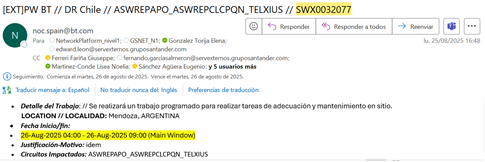 [EXT]PW BT // DR Chile // ASWREPAPO_ASWREPCLCPQN_TELXIUS // SWX0032077
noc.spain@bt.com
Responder
Responder a todos
Reenviar
Para NetworkPlatform_nivel1; GSNET_N1; Gonzalez Torija Elena;
lu. 25/08/2025 16:48
edward.leon@servexternos.gruposantander.com
CC Ferreri Fariña Giuseppe; fernando.garciasalmeron@servexternos.gruposantander.com;
Martinez-Conde Lisea Noelia; Sánchez Agüera Eugenio; y 5 usuarios más
Seguimiento. Comienza el martes, 26 de agosto de 2025. Vence el martes, 26 de agosto de 2025.
Traducir mensaje a: Español
No traducir nunca del: Inglés
Preferencias de traducción
Detalle del Trabajo: // Se realizará un trabajo programado para realizar tareas de adecuación y mantenimiento en sitio.
LOCATION // LOCALIDAD: Mendoza, ARGENTINA
Fecha Inicio/fin:
26-Aug-2025 04:00 - 26-Aug-2025 09:00 (Main Window)
Justificación-Motivo: idem
Circuitos Impactados: ASWREPAPO_ASWREPCLCPQN_TELXIUS